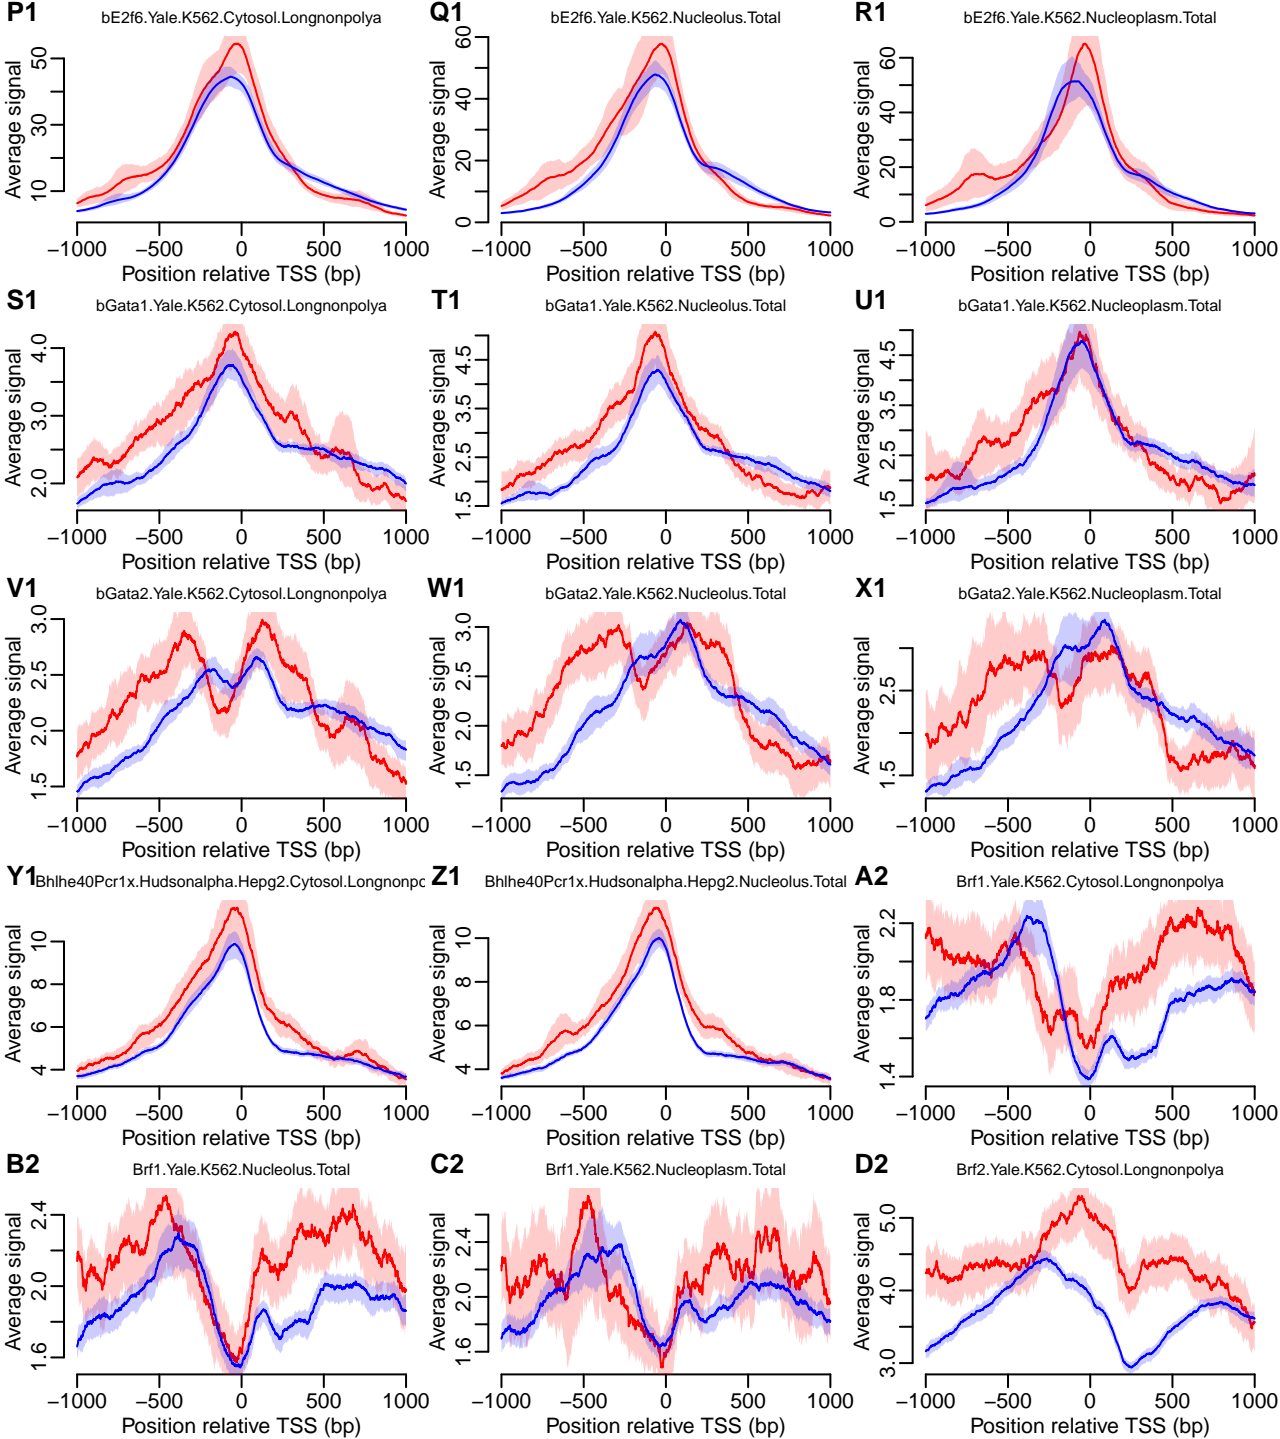 P1 bE2f6.Yale.K562.Cytosol.Longnonpolya
Average signal
10 30 50
−1000 −500 0 500 1000
Position relative TSS (bp)
Q1 bE2f6.Yale.K562.Nucleolus.Total
Average signal
0 20 40 60
−1000 −500 0 500 1000
Position relative TSS (bp)
R1 bE2f6.Yale.K562.Nucleoplasm.Total
Average signal
0 20 40 60
−1000 −500 0 500 1000
Position relative TSS (bp)
S1 bGata1.Yale.K562.Cytosol.Longnonpolya
Average signal
2.0 3.0 4.0
−1000 −500 0 500 1000
Position relative TSS (bp)
T1 bGata1.Yale.K562.Nucleolus.Total
Average signal
1.5 2.5 3.5 4.5
−1000 −500 0 500 1000
Position relative TSS (bp)
U1 bGata1.Yale.K562.Nucleoplasm.Total
Average signal
1.5 2.5 3.5 4.5
−1000 −500 0 500 1000
Position relative TSS (bp)
V1 bGata2.Yale.K562.Cytosol.Longnonpolya
Average signal
1.5 2.0 2.5 3.0
−1000 −500 0 500 1000
Position relative TSS (bp)
W1 bGata2.Yale.K562.Nucleolus.Total
Average signal
1.5 2.0 2.5 3.0
−1000 −500 0 500 1000
Position relative TSS (bp)
X1 bGata2.Yale.K562.Nucleoplasm.Total
Average signal
1.5 2.5
−1000 −500 0 500 1000
Position relative TSS (bp)
Y1 Bhlhe40Pcr1x.Hudsonalpha.Hepg2.Cytosol.Longnonpc
Average signal
4 6 8 10
−1000 −500 0 500 1000
Position relative TSS (bp)
Z1 Bhlhe40Pcr1x.Hudsonalpha.Hepg2.Nucleolus.Total
Average signal
4 6 8 10
−1000 −500 0 500 1000
Position relative TSS (bp)
A2 Brf1.Yale.K562.Cytosol.Longnonpolya
Average signal
1.4 1.8 2.2
−1000 −500 0 500 1000
Position relative TSS (bp)
B2 Brf1.Yale.K562.Nucleolus.Total
Average signal
1.6 2.0 2.4
−1000 −500 0 500 1000
Position relative TSS (bp)
C2 Brf1.Yale.K562.Nucleoplasm.Total
Average signal
1.6 2.0 2.4
−1000 −500 0 500 1000
Position relative TSS (bp)
D2 Brf2.Yale.K562.Cytosol.Longnonpolya
Average signal
3.0 4.0 5.0
−1000 −500 0 500 1000
Position relative TSS (bp)